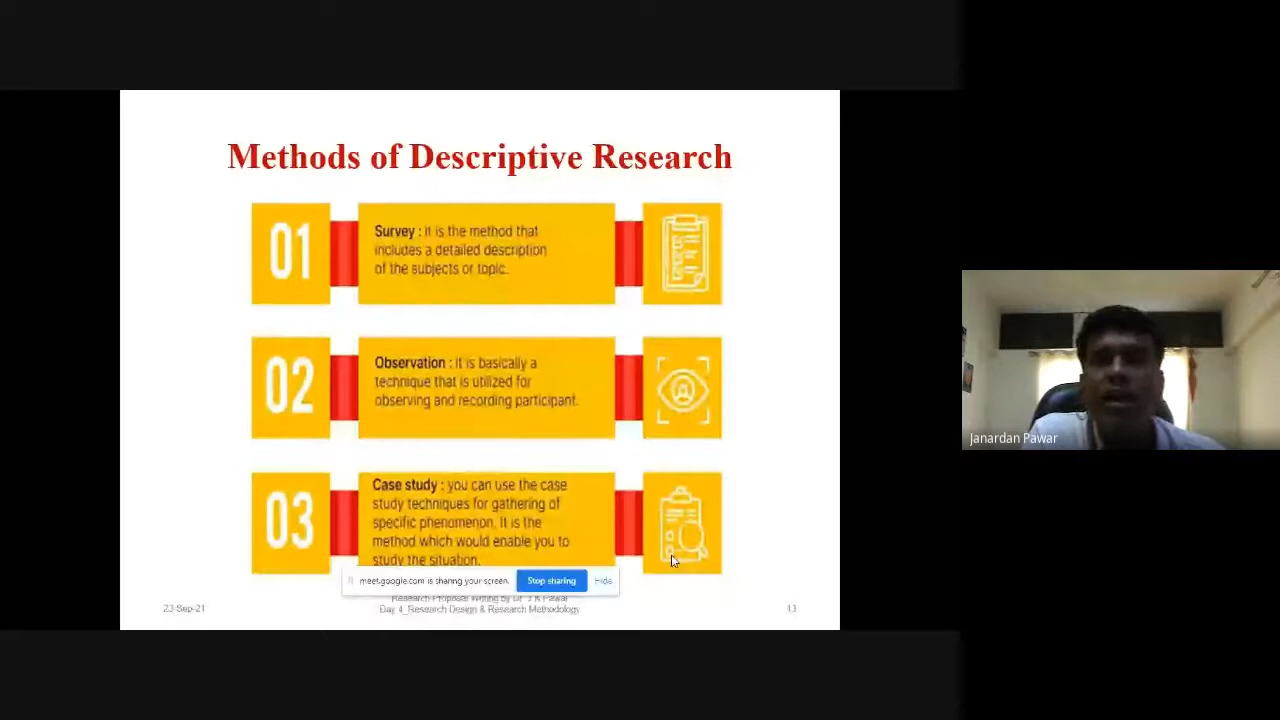 Methods of Descriptive Research
01
Survey : It is the method that
includes a detailed description
of the subjects or topic.
02
Observation : It is basically a
technique that is utilized for
observing and recording participant.
03
Case study : you can use the case
study techniques for gathering of
specific phenomenon. It is the
method which would enable you to
study the situation.
meet.google.com is sharing your screen.
Stop sharing
Hide
Research Proposal Writing by Dr. J K Pawar
23-Sep-21
Day 4_Research Design & Research Methodology
13
Janardan Pawar